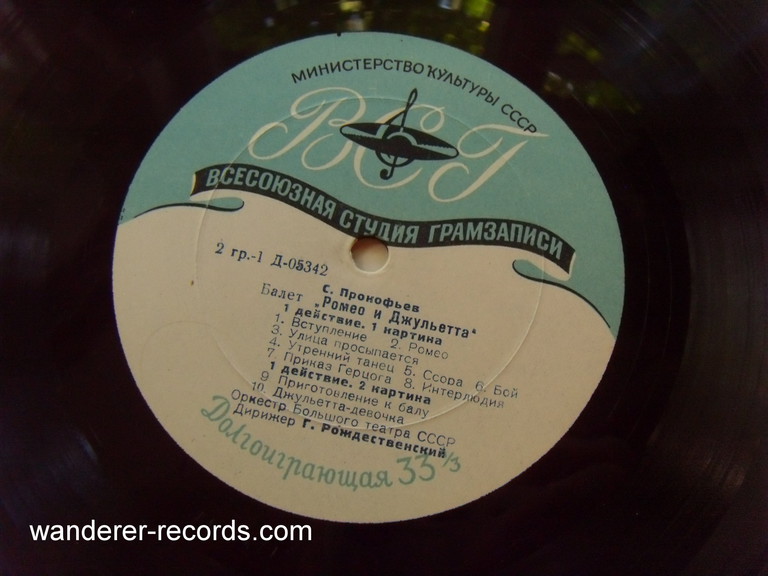 МИНИСТЕРСТВО КУЛЬТУРЫ СССР
ВСГ
ВСЕСОЮЗНАЯ СТУДИЯ ГРАМЗАПИСИ
2 гр.-1 Д-05342
С. Прокофьев
Балет „Ромео и Джульетта"
1 действие. 1 картина
1. Вступление 2. Ромео
3. Улица просыпается
4. Утренний танец 5. Ссора 6. Бой
7. Приказ Герцога 8. Интерлюдия
1 действие. 2 картина
9. Приготовление к балу
10. Джульетта-девочка
Оркестр Большого театра СССР
Дирижер Г. Рождественский
Долгоиграющая 33 1/3
wanderer-records.com